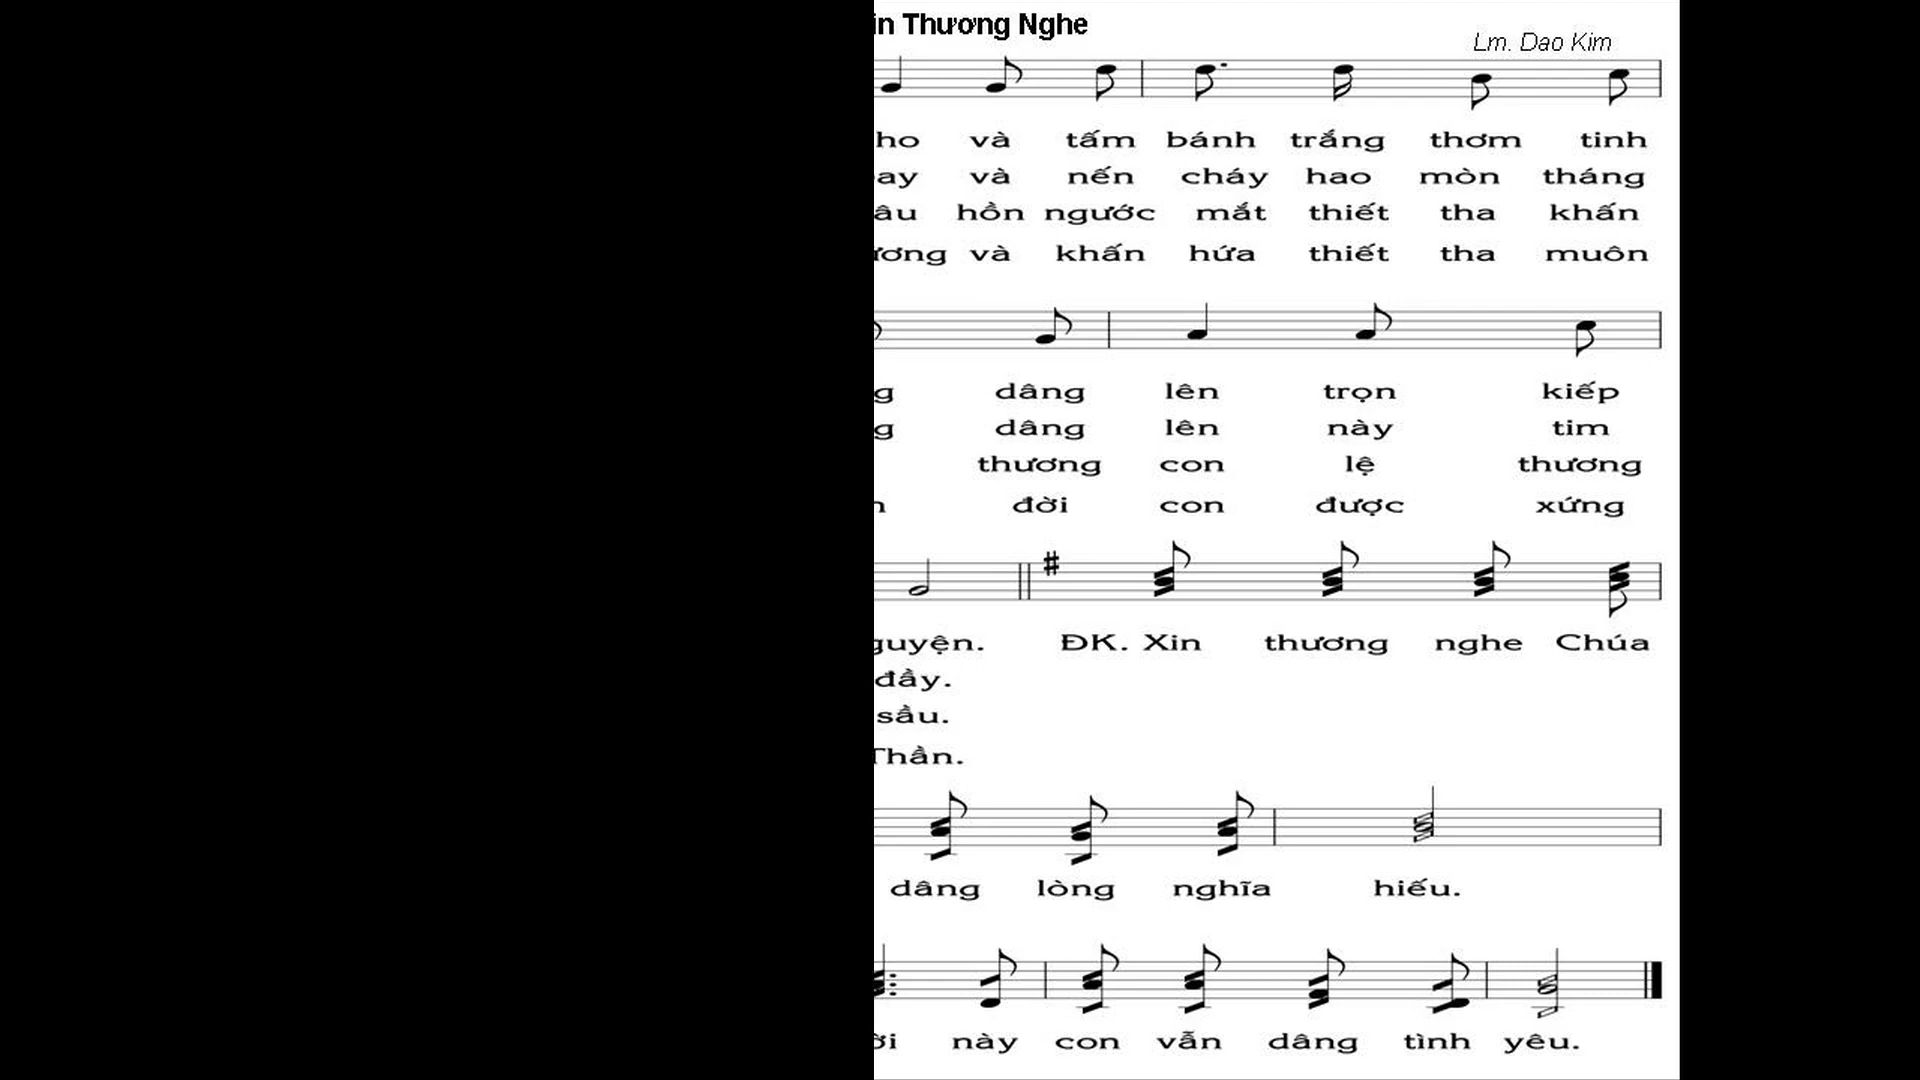 in Thương Nghe
Lm. Dao Kim
ho và tấm bánh trắng thơm tinh
ay và nến cháy hao mòn tháng
âu hồn ngước mắt thiết tha khấn
ương và khấn hứa thiết tha muôn
g dâng lên trọn kiếp
g dâng lên này tim
thương con lệ thương
n đời con được xứng
guyện. ĐK. Xin thương nghe Chúa
đầy.
sầu.
Thần.
dâng lòng nghĩa hiếu.
ời này con vẫn dâng tình yêu.